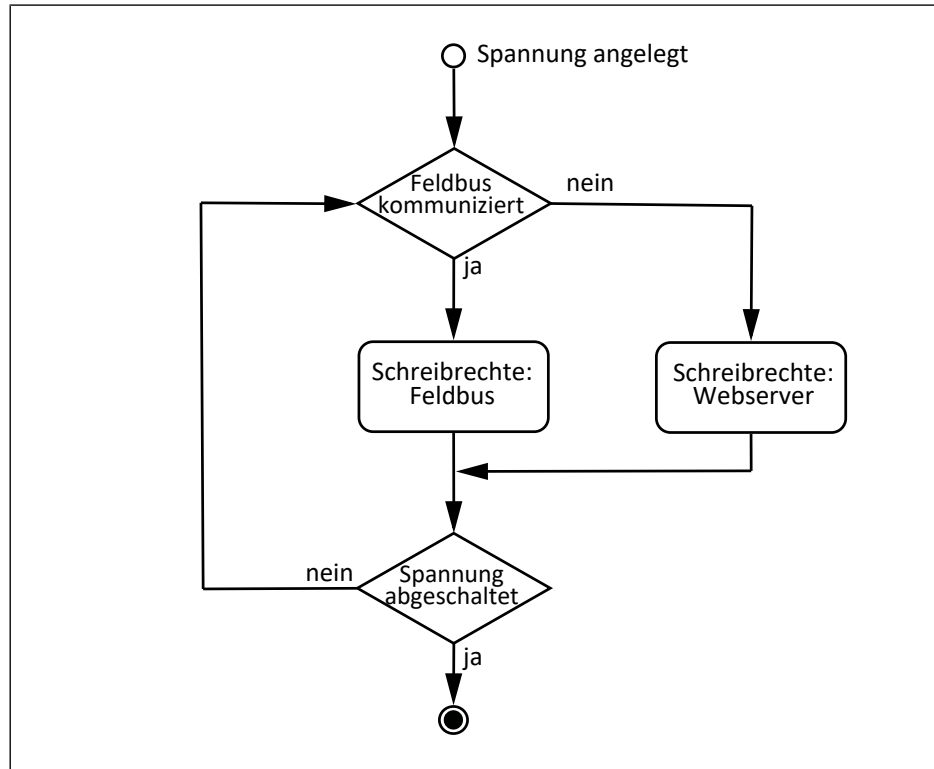 Spannung angelegt
Feldbus
kommuniziert
nein
ja
Schreibrechte:
Feldbus
Schreibrechte:
Webserver
nein
Spannung
abgeschaltet
ja